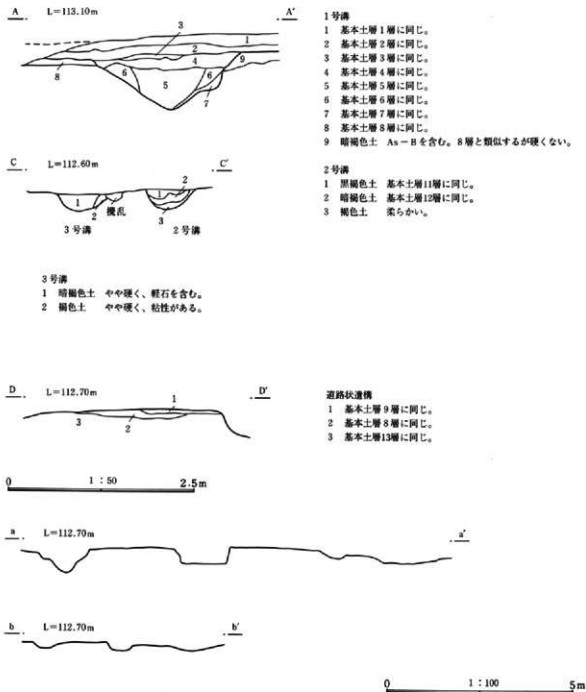 A　L=113.10m　A′
3
1
2
4
9
8
6
5
6
7
1号溝
1　基本土層1層に同じ。
2　基本土層2層に同じ。
3　基本土層3層に同じ。
4　基本土層4層に同じ。
5　基本土層5層に同じ。
6　基本土層6層に同じ。
7　基本土層7層に同じ。
8　基本土層8層に同じ。
9　暗褐色土　As－Bを含む。8層と類似するが硬くない。
C　L=112.60m　C′
2
1
1
2　攪乱
3
3号溝　2号溝
2号溝
1　黒褐色土　基本土層11層に同じ。
2　暗褐色土　基本土層12層に同じ。
3　褐色土　柔らかい。
3号溝
1　暗褐色土　やや硬く、軽石を含む。
2　褐色土　やや硬く、粘性がある。
D　L=112.70m　D′
1
3
2
道路状遺構
1　基本土層9層に同じ。
2　基本土層8層に同じ。
3　基本土層13層に同じ。
0　1：50　2.5m
a　L=112.70m　a′
b　L=112.70m　b′
0　1：100　5m